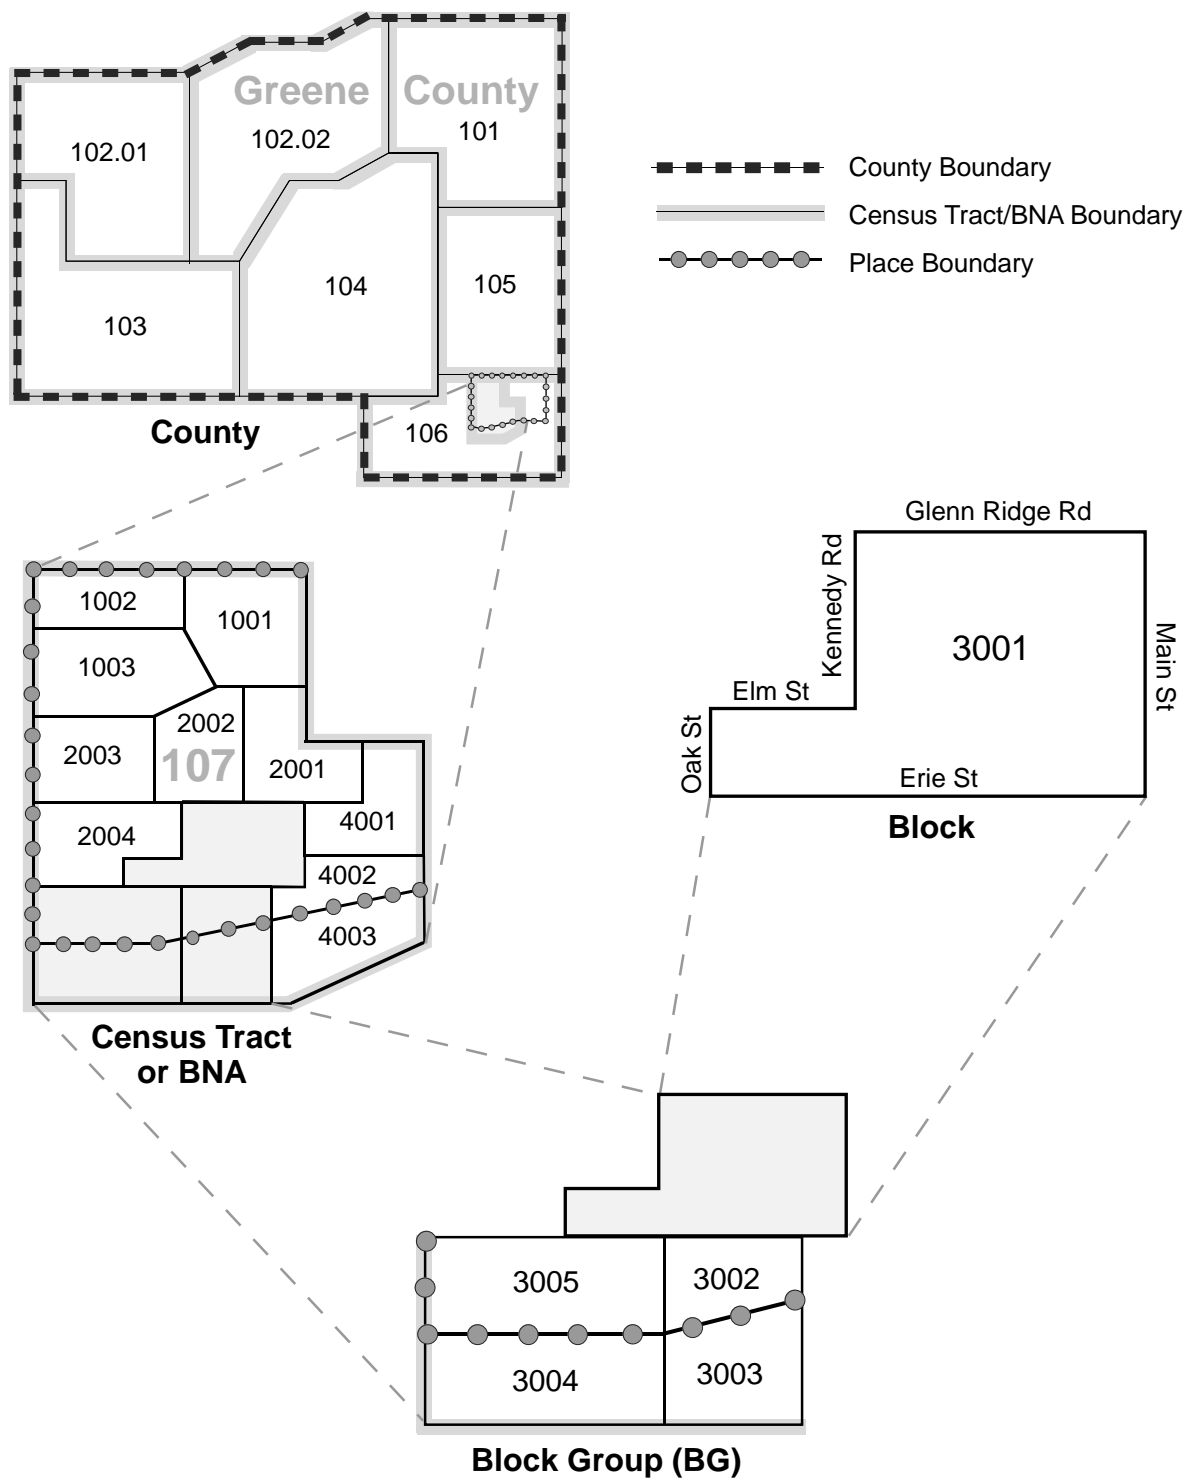 Greene County
101
102.02
102.01
105
104
103
106
County
County Boundary
Census Tract/BNA Boundary
Place Boundary
1002
1001
1003
2002
2003
107
2001
2004
4001
4002
4003
Census Tract
or BNA
Glenn Ridge Rd
Kennedy Rd
3001
Main St
Elm St
Oak St
Erie St
Block
3005
3002
3004
3003
Block Group (BG)